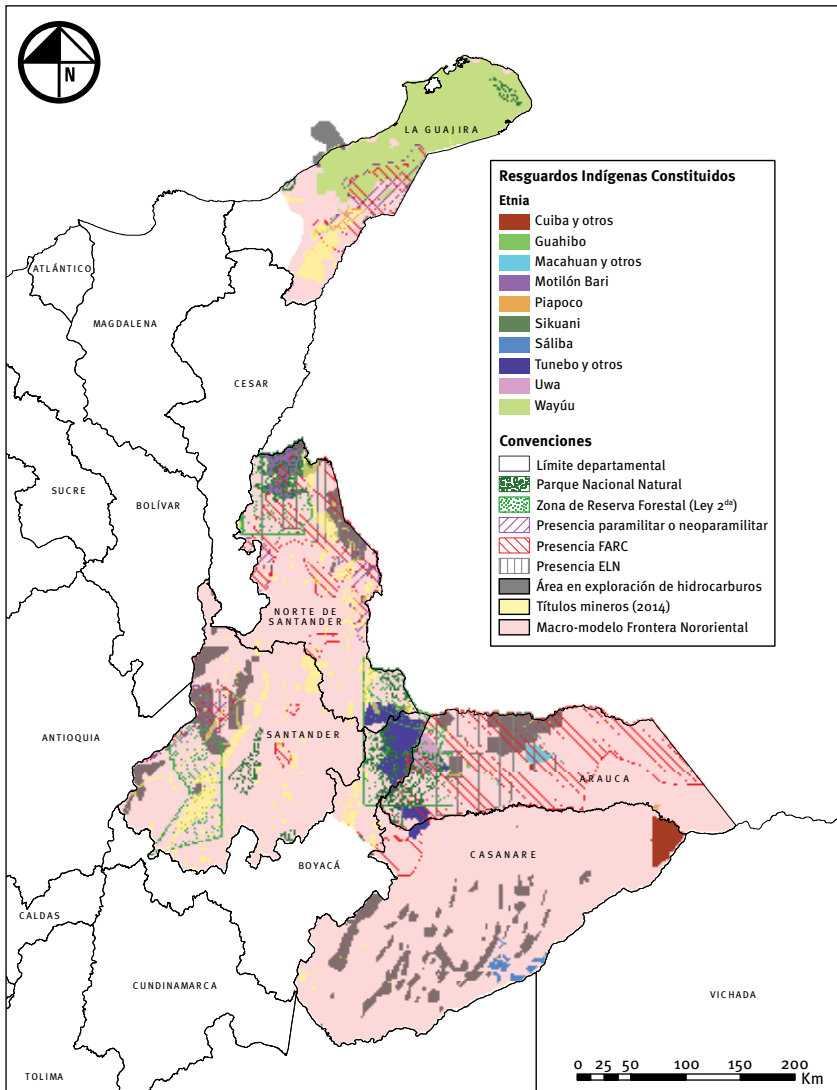 N
LA GUAJIRA
ATLÁNTICO
MAGDALENA
CESAR
SUCRE
BOLÍVAR
NORTE DE
SANTANDER
ANTIOQUIA
SANTANDER
ARAUCA
BOYACÁ
CASANARE
CALDAS
CUNDINAMARCA
VICHADA
TOLIMA
Resguardos Indígenas Constituidos
Etnia
Cuiba y otros
Guahibo
Macahuan y otros
Motilón Bari
Piapoco
Sikuani
Sáliba
Tunebo y otros
Uwa
Wayúu
Convenciones
Límite departamental
Parque Nacional Natural
Zona de Reserva Forestal (Ley 2da)
Presencia paramilitar o neoparamilitar
Presencia FARC
Presencia ELN
Área en exploración de hidrocarburos
Títulos mineros (2014)
Macro-modelo Frontera Nororiental
0 25 50 100 150 200
Km